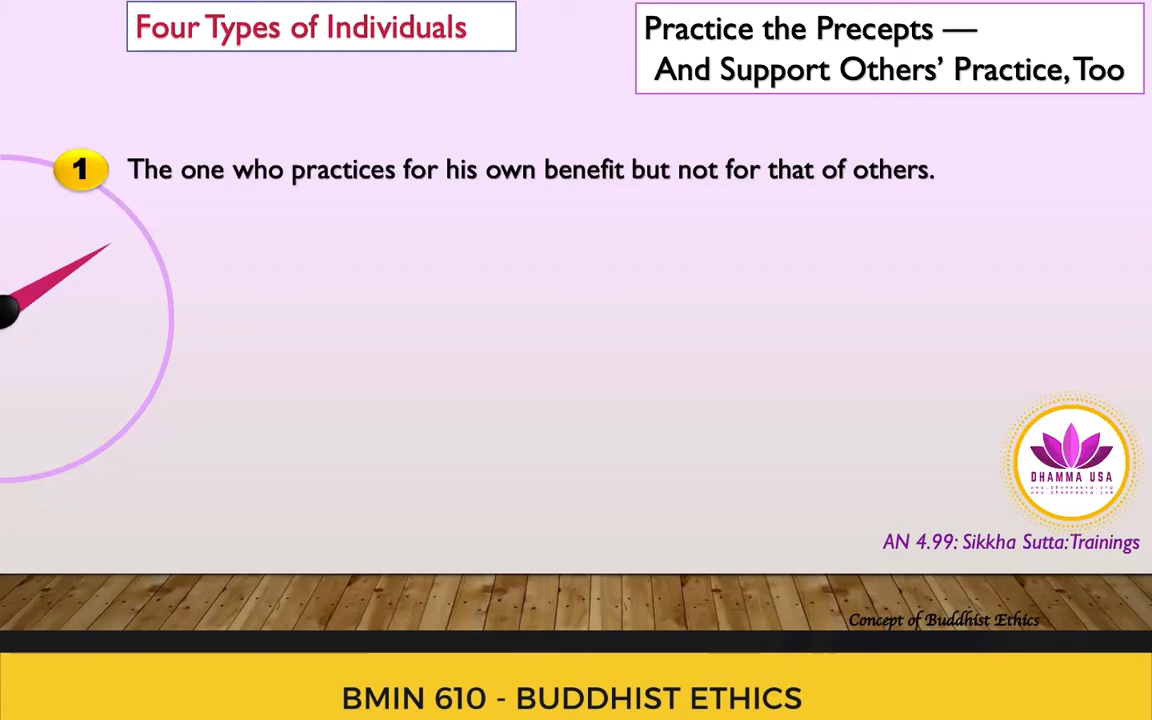 Four Types of Individuals
Practice the Precepts —
And Support Others’ Practice, Too
1 The one who practices for his own benefit but not for that of others.
DHAMMA USA
AN 4.99: Sikkha Sutta:Trainings
Concept of Buddhist Ethics
BMIN 610 - BUDDHIST ETHICS